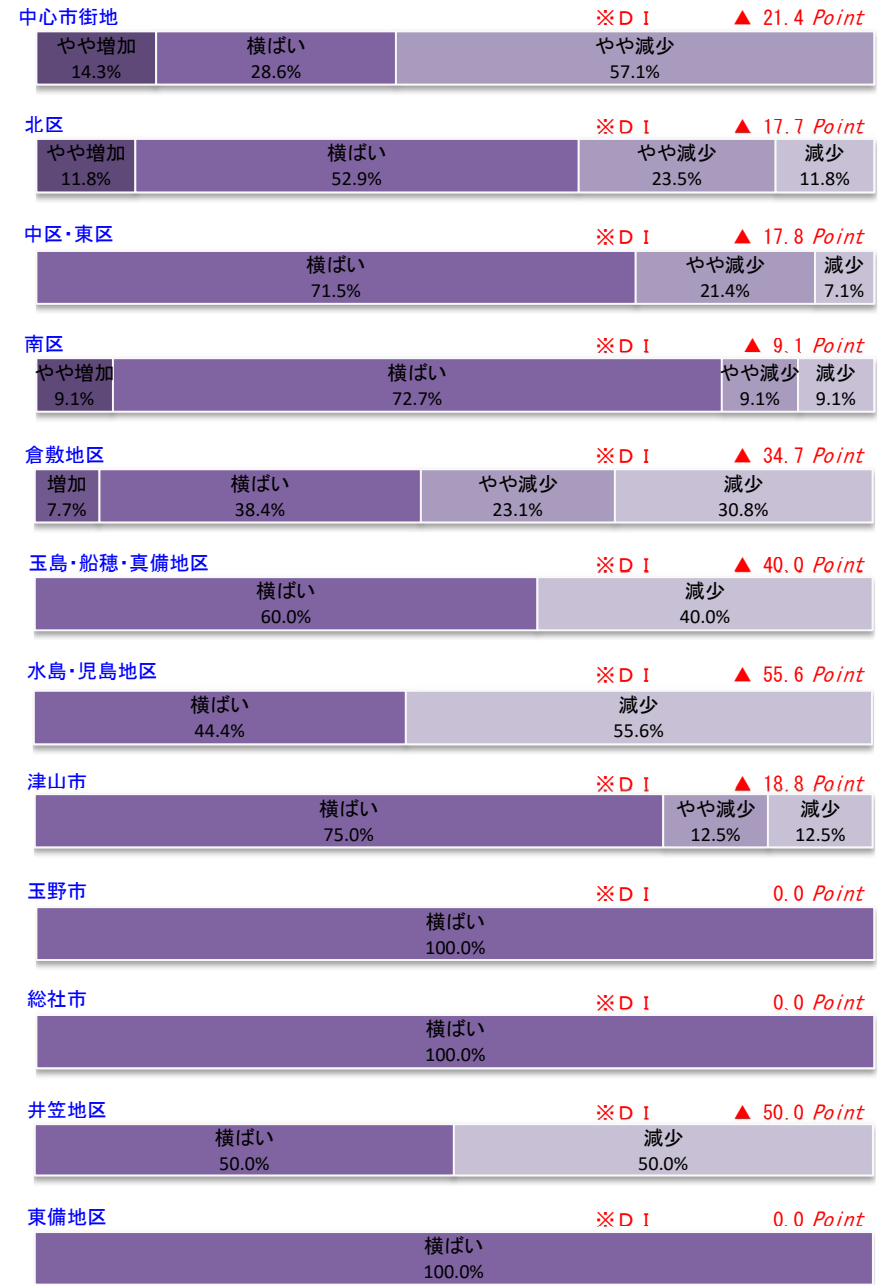 中心市街地 ※ＤＩ ▲ 21.4 Point
やや増加 横ばい やや減少
14.3% 28.6% 57.1%
北区 ※ＤＩ ▲ 17.7 Point
やや増加 横ばい やや減少 減少
11.8% 52.9% 23.5% 11.8%
中区・東区 ※ＤＩ ▲ 17.8 Point
横ばい やや減少 減少
71.5% 21.4% 7.1%
南区 ※ＤＩ ▲ 9.1 Point
やや増加 横ばい やや減少 減少
9.1% 72.7% 9.1% 9.1%
倉敷地区 ※ＤＩ ▲ 34.7 Point
増加 横ばい やや減少 減少
7.7% 38.4% 23.1% 30.8%
玉島・船穂・真備地区 ※ＤＩ ▲ 40.0 Point
横ばい 減少
60.0% 40.0%
水島・児島地区 ※ＤＩ ▲ 55.6 Point
横ばい 減少
44.4% 55.6%
津山市 ※ＤＩ ▲ 18.8 Point
横ばい やや減少 減少
75.0% 12.5% 12.5%
玉野市 ※ＤＩ 0.0 Point
横ばい
100.0%
総社市 ※ＤＩ 0.0 Point
横ばい
100.0%
井笠地区 ※ＤＩ ▲ 50.0 Point
横ばい 減少
50.0% 50.0%
東備地区 ※ＤＩ 0.0 Point
横ばい
100.0%